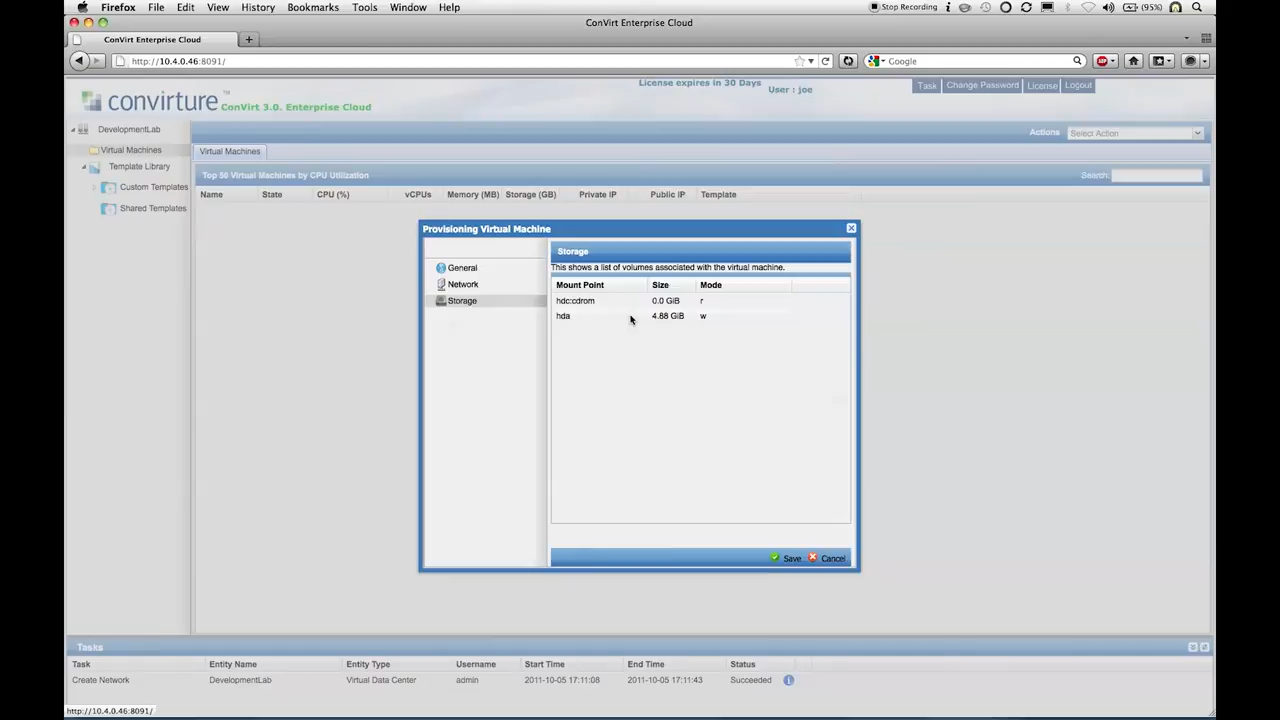 Firefox File Edit View History Bookmarks Tools Window Help Stop Recording (95%)
ConVirt Enterprise Cloud
ConVirt Enterprise Cloud +
http://10.4.0.46:8091/ Google
License expires in 30 Days User : joe Task Change Password License Logout
convirture™ ConVirt 3.0. Enterprise Cloud
DevelopmentLab
Actions Select Action
Virtual Machines
Template Library
Custom Templates
Shared Templates
Virtual Machines
Top 50 Virtual Machines by CPU Utilization Search:
Name State CPU (%) vCPUs Memory (MB) Storage (GB) Private IP Public IP Template
Provisioning Virtual Machine
General
Network
Storage
Storage
This shows a list of volumes associated with the virtual machine.
Mount Point Size Mode
hdc:cdrom 0.0 GiB r
hda 4.88 GiB w
Save Cancel
Tasks
Task Entity Name Entity Type Username Start Time End Time Status
Create Network DevelopmentLab Virtual Data Center admin 2011-10-05 17:11:08 2011-10-05 17:11:43 Succeeded
http://10.4.0.46:8091/